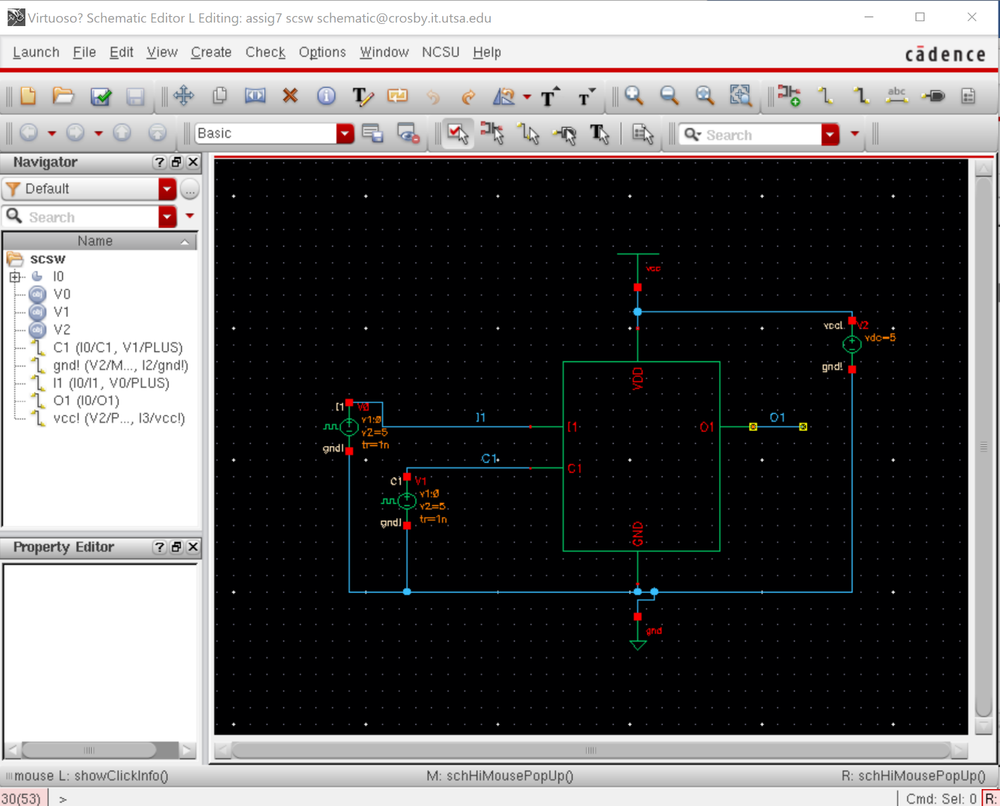 Virtuoso? Schematic Editor L Editing: assig7 scsw schematic@crosby.it.utsa.edu
Launch File Edit View Create Check Options Window NCSU Help
cādence
abc
Basic
Search
Navigator
Default
Search
Name
scsw
I0
V0
V1
V2
C1 (I0/C1, V1/PLUS)
gnd! (V2/M..., I2/gnd!)
I1 (I0/I1, V0/PLUS)
O1 (I0/O1)
vcc! (V2/P..., I3/vcc!)
Property Editor
vcc
vcc! V2
vdc=5
gnd!
VDD
I1 V0
v1:0
v2=5
tr=1n
gnd!
I1
I1
O1
O1
C1
C1
C1 V1
v1:0
v2=5
tr=1n
gnd!
GND
gnd
mouse L: showClickInfo()
M: schHiMousePopUp()
R: schHiMousePopUp()
30(53) >
Cmd: Sel: 0 R: